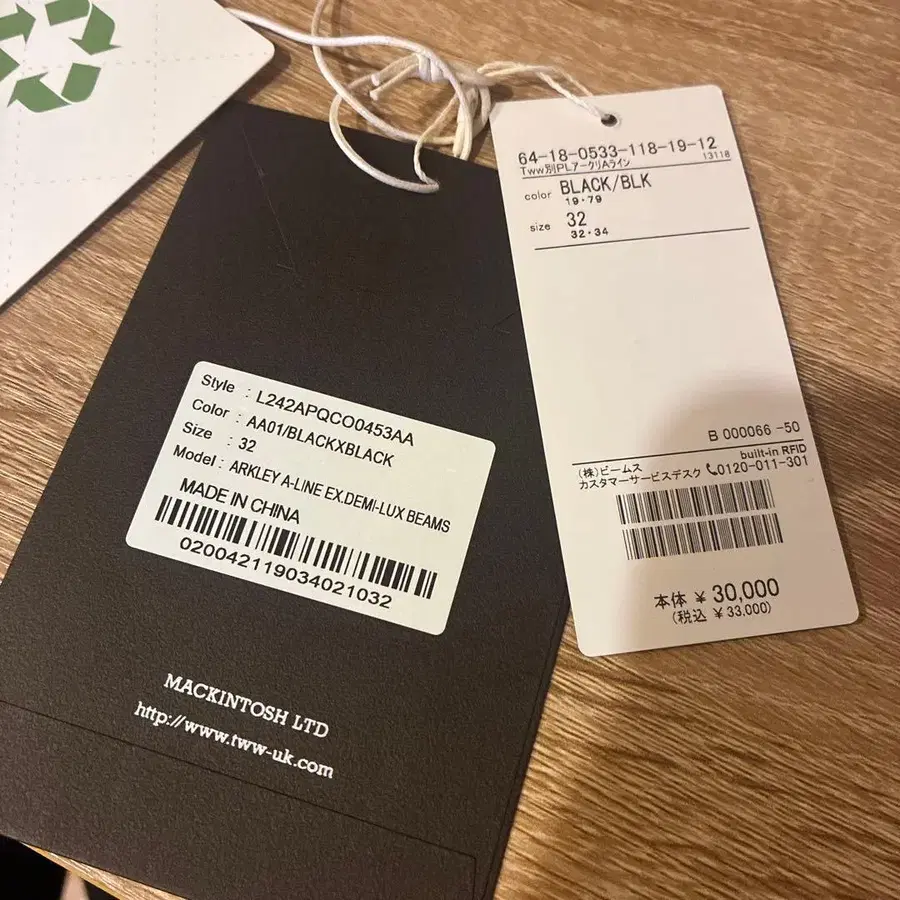 Style : L242APQCO0453AA
Color : AA01/BLACKXBLACK
Size : 32
Model : ARKLEY A-LINE EX.DEMI-LUX BEAMS
MADE IN CHINA
020042119034021032
MACKINTOSH LTD
http://www.tww-uk.com
64-18-0533-118-19-12
Tww別PLアークリAライン 13118
color BLACK/BLK
19・79
size 32
32・34
B 000066 -50
built-in RFID
(株)ビームス
カスタマーサービスデスク 0120-011-301
本体 ¥ 30,000
(税込 ¥ 33,000)